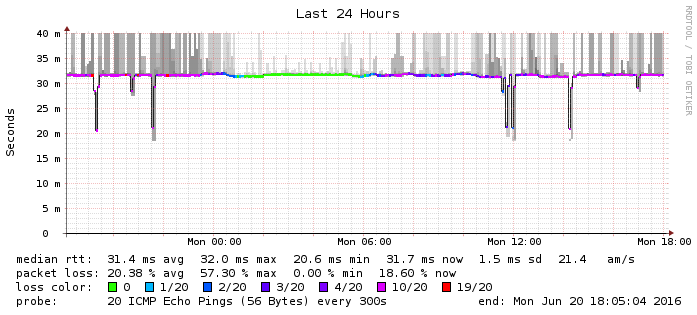 Last 24 Hours
RRDTOOL / TOBI OETIKER
Seconds
40 m
35 m
30 m
25 m
20 m
15 m
10 m
5 m
0
Mon 00:00 Mon 06:00 Mon 12:00 Mon 18:00
median rtt: 31.4 ms avg 32.0 ms max 20.6 ms min 31.7 ms now 1.5 ms sd 21.4 am/s
packet loss: 20.38 % avg 57.30 % max 0.00 % min 18.60 % now
loss color: 0 1/20 2/20 3/20 4/20 10/20 19/20
probe: 20 ICMP Echo Pings (56 Bytes) every 300s end: Mon Jun 20 18:05:04 2016